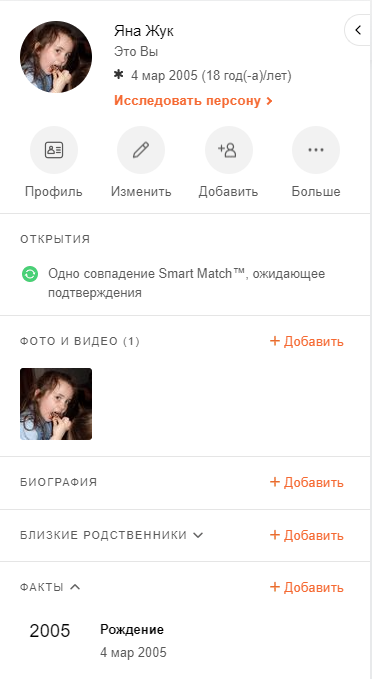 Яна Жук
Это Вы
4 мар 2005 (18 год(-а)/лет)
Исследовать персону
Профиль
Изменить
Добавить
Больше
ОТКРЫТИЯ
Одно совпадение Smart Match™, ожидающее
подтверждения
ФОТО И ВИДЕО (1)
+ Добавить
БИОГРАФИЯ
+ Добавить
БЛИЗКИЕ РОДСТВЕННИКИ
+ Добавить
ФАКТЫ
+ Добавить
2005
Рождение
4 мар 2005